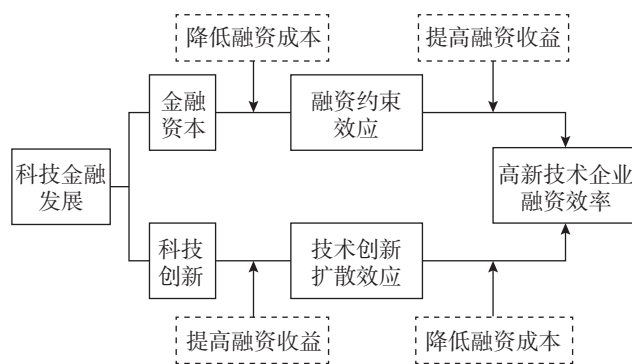 降低融资成本
提高融资收益
金融
资本
融资约束
效应
科技金融
发展
高新技术企业
融资效率
科技
创新
技术创新
扩散效应
提高融资收益
降低融资成本